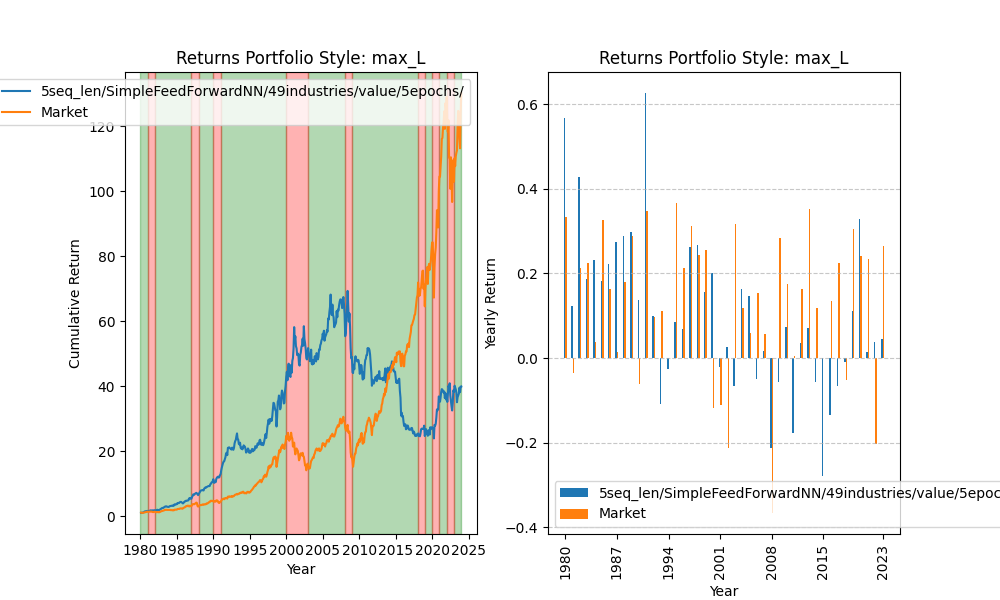 Returns Portfolio Style: max_L
5seq_len/SimpleFeedForwardNN/49industries/value/5epochs/
Market
120
100
80
60
40
20
0
Cumulative Return
1980 1985 1990 1995 2000 2005 2010 2015 2020 2025
Year
Returns Portfolio Style: max_L
0.6
0.4
0.2
0.0
−0.2
−0.4
Yearly Return
5seq_len/SimpleFeedForwardNN/49industries/value/5epoc
Market
1980 1987 1994 2001 2008 2015 2023
Year